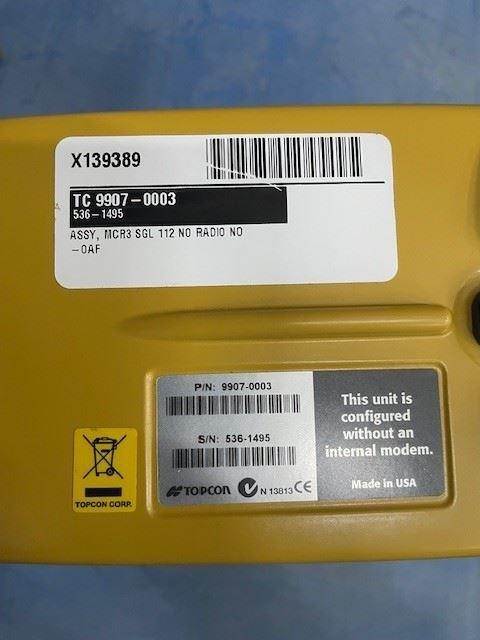 X139389
TC 9907-0003
536-1495
ASSY, MCR3 SGL 112 NO RADIO NO
-OAF
P/N: 9907-0003
S/N: 536-1495
TOPCON N 13813 CE
This unit is
configured
without an
internal modem.
Made in USA
TOPCON CORP.